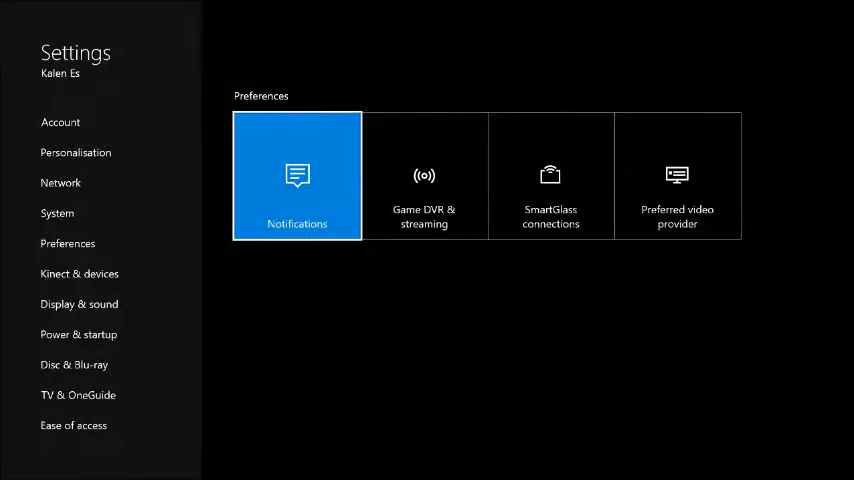 Settings
Kalen Es
Account
Personalisation
Network
System
Preferences
Kinect & devices
Display & sound
Power & startup
Disc & Blu-ray
TV & OneGuide
Ease of access
Preferences
Notifications
Game DVR &
streaming
SmartGlass
connections
Preferred video
provider